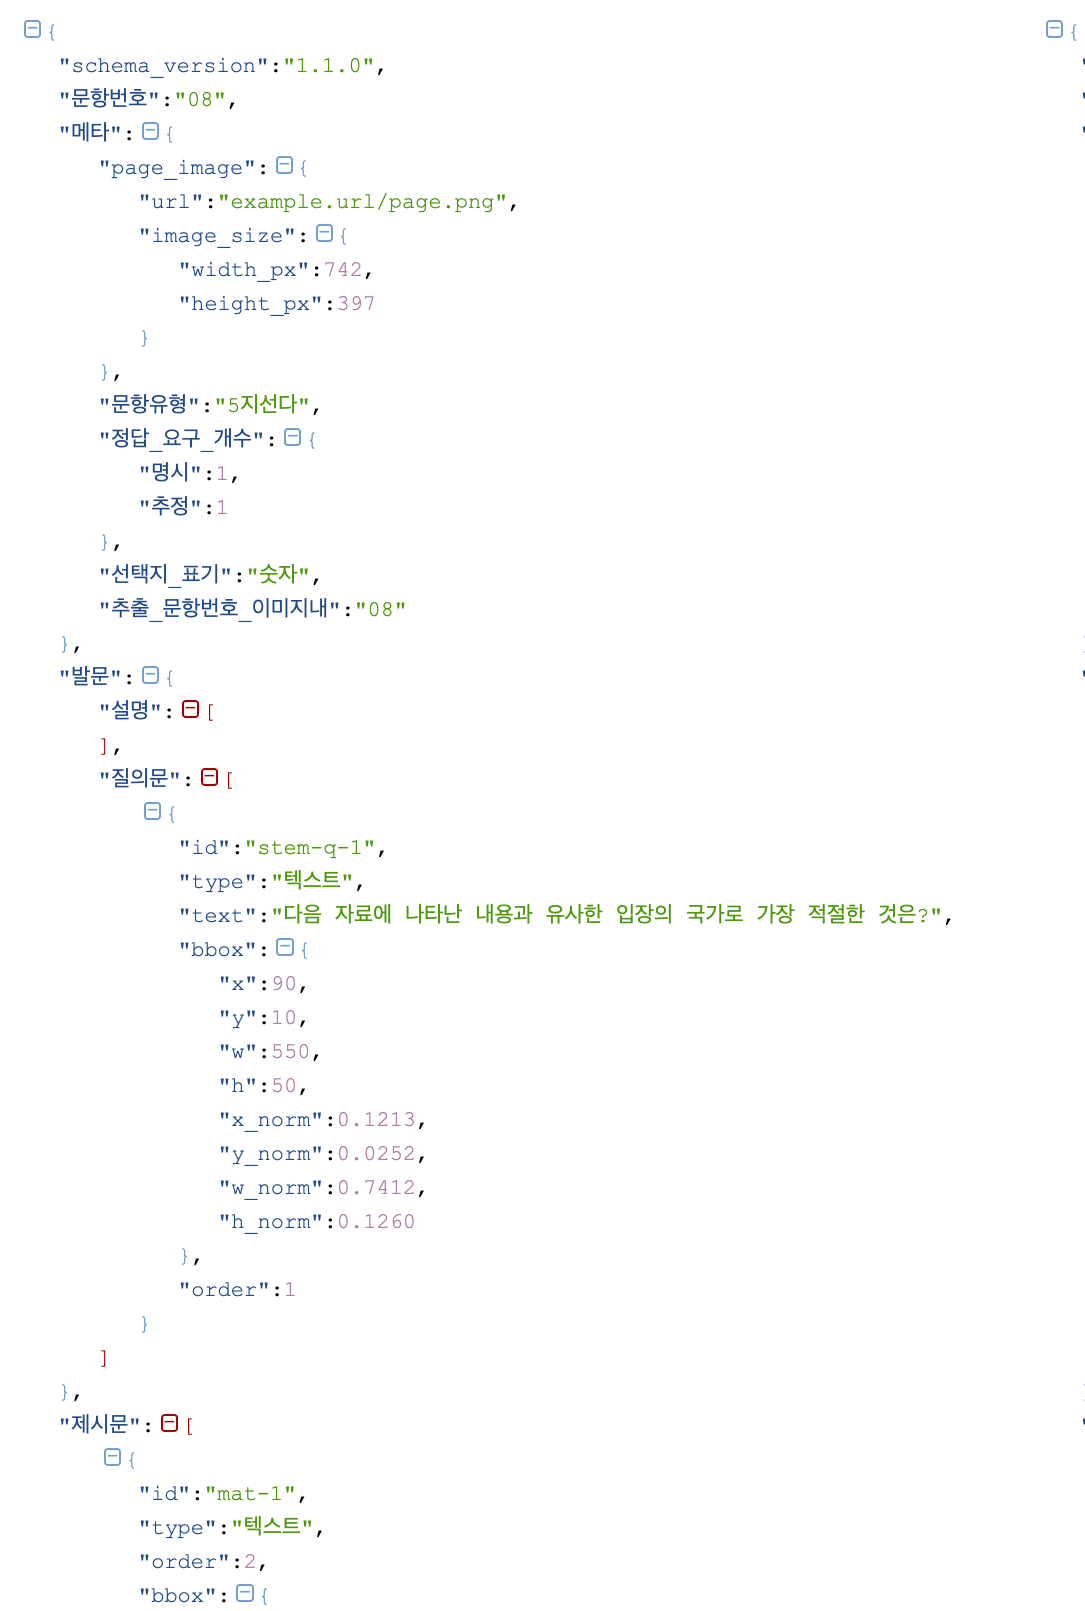 {
"schema_version":"1.1.0",
"문항번호":"08",
"메타":{
"page_image":{
"url":"example.url/page.png",
"image_size":{
"width_px":742,
"height_px":397
}
},
"문항유형":"5지선다",
"정답_요구_개수":{
"명시":1,
"추정":1
},
"선택지_표기":"숫자",
"추출_문항번호_이미지내":"08"
},
"발문":{
"설명":[
],
"질의문":[
{
"id":"stem-q-1",
"type":"텍스트",
"text":"다음 자료에 나타난 내용과 유사한 입장의 국가로 가장 적절한 것은?",
"bbox":{
"x":90,
"y":10,
"w":550,
"h":50,
"x_norm":0.1213,
"y_norm":0.0252,
"w_norm":0.7412,
"h_norm":0.1260
},
"order":1
}
]
},
"제시문":[
{
"id":"mat-1",
"type":"텍스트",
"order":2,
"bbox":{
{